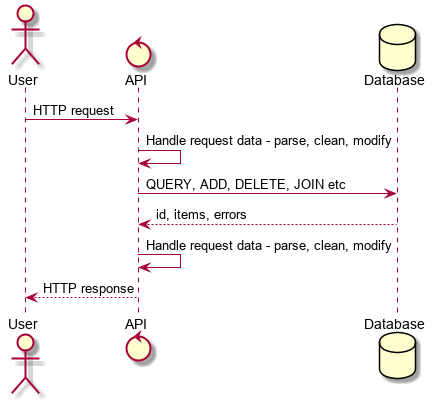 User
API
Database
HTTP request
Handle request data - parse, clean, modify
QUERY, ADD, DELETE, JOIN etc
id, items, errors
Handle request data - parse, clean, modify
HTTP response
User
API
Database